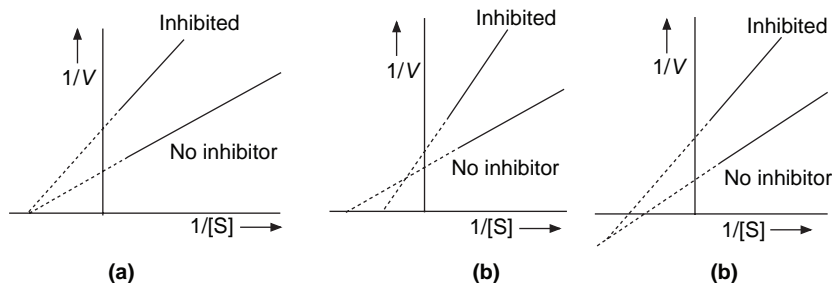 Inhibited
1/V
No inhibitor
1/[S]
(a)
Inhibited
1/V
No inhibitor
1/[S]
(b)
Inhibited
1/V
No inhibitor
1/[S]
(b)